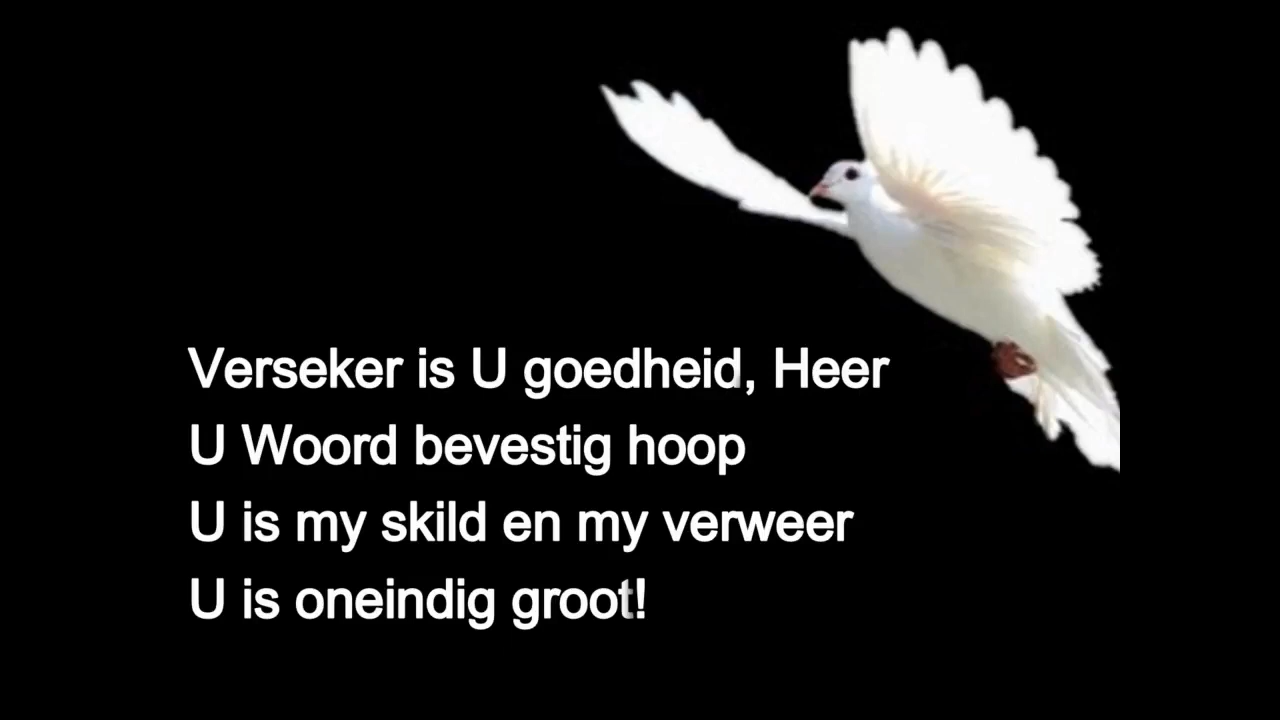 Verseker is U goedheid, Heer
U Woord bevestig hoop
U is my skild en my verweer
U is oneindig groot!